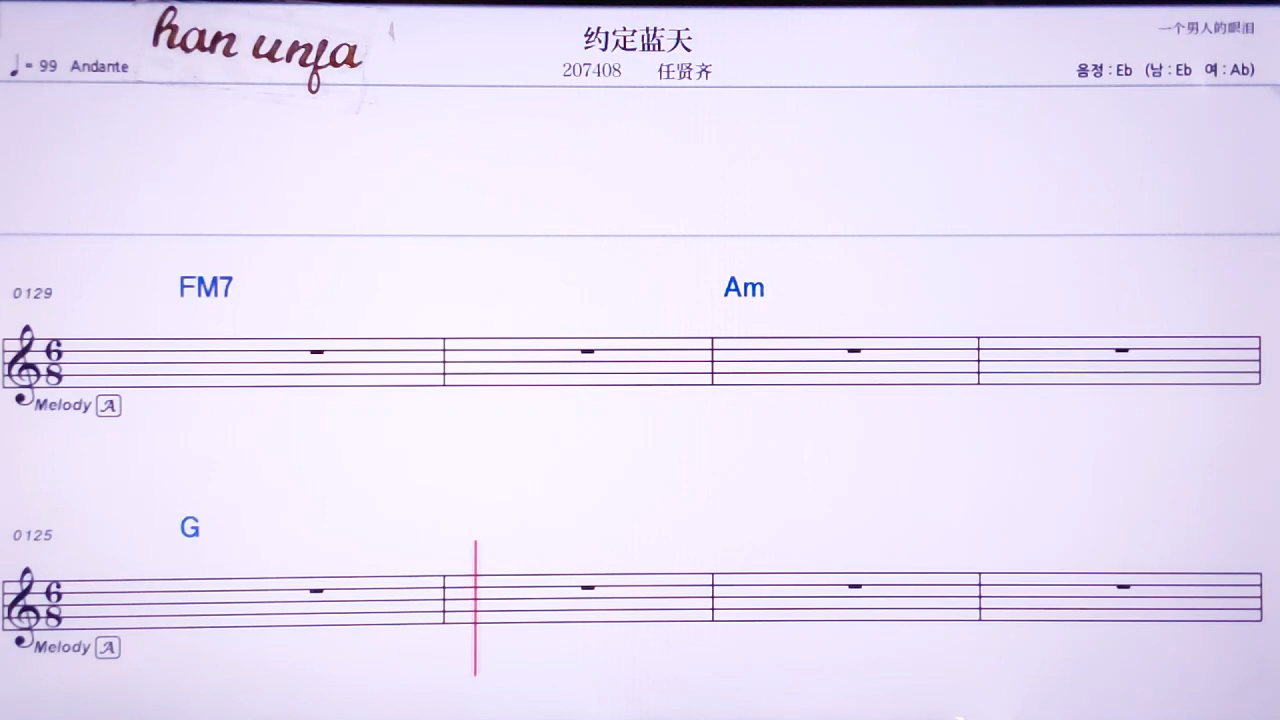 han unfa
约定蓝天
一个男人的眼泪
♩= 99 Andante
207408 任贤齐
음정 : Eb (남 : Eb 여 : Ab)
FM7 Am
0129
6
8
Melody A
G
0125
6
8
Melody A